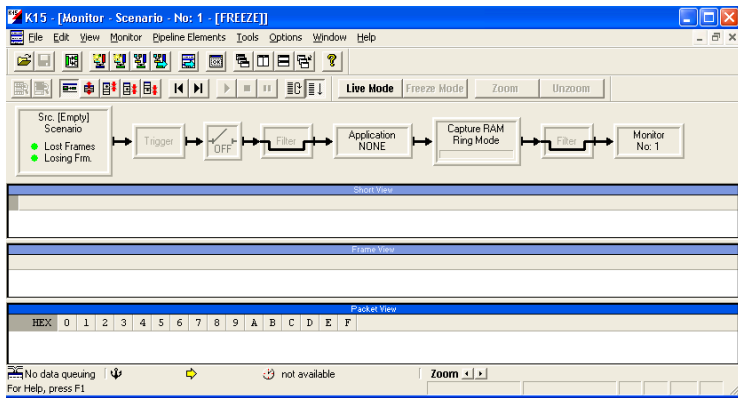 K15 - [Monitor - Scenario - No: 1 - [FREEZE]]
File Edit View Monitor Pipeline Elements Tools Options Window Help
Live Mode Freeze Mode Zoom Unzoom
Src. [Empty]
Scenario
Lost Frames
Losing Frm.
Trigger
OFF
Filter
Application
NONE
Capture RAM
Ring Mode
Filter
Monitor
No: 1
Short View
Frame View
Packet View
HEX 0 1 2 3 4 5 6 7 8 9 A B C D E F
No data queuing not available Zoom
For Help, press F1